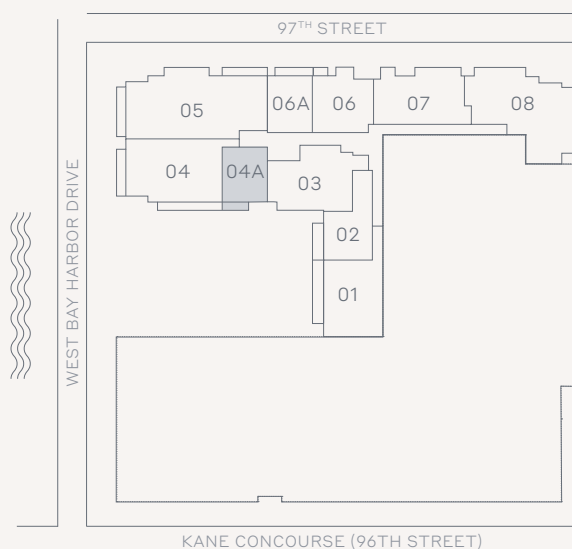 97TH STREET
05
06A
06
07
08
04
04A
03
02
01
WEST BAY HARBOR DRIVE
KANE CONCOURSE (96TH STREET)